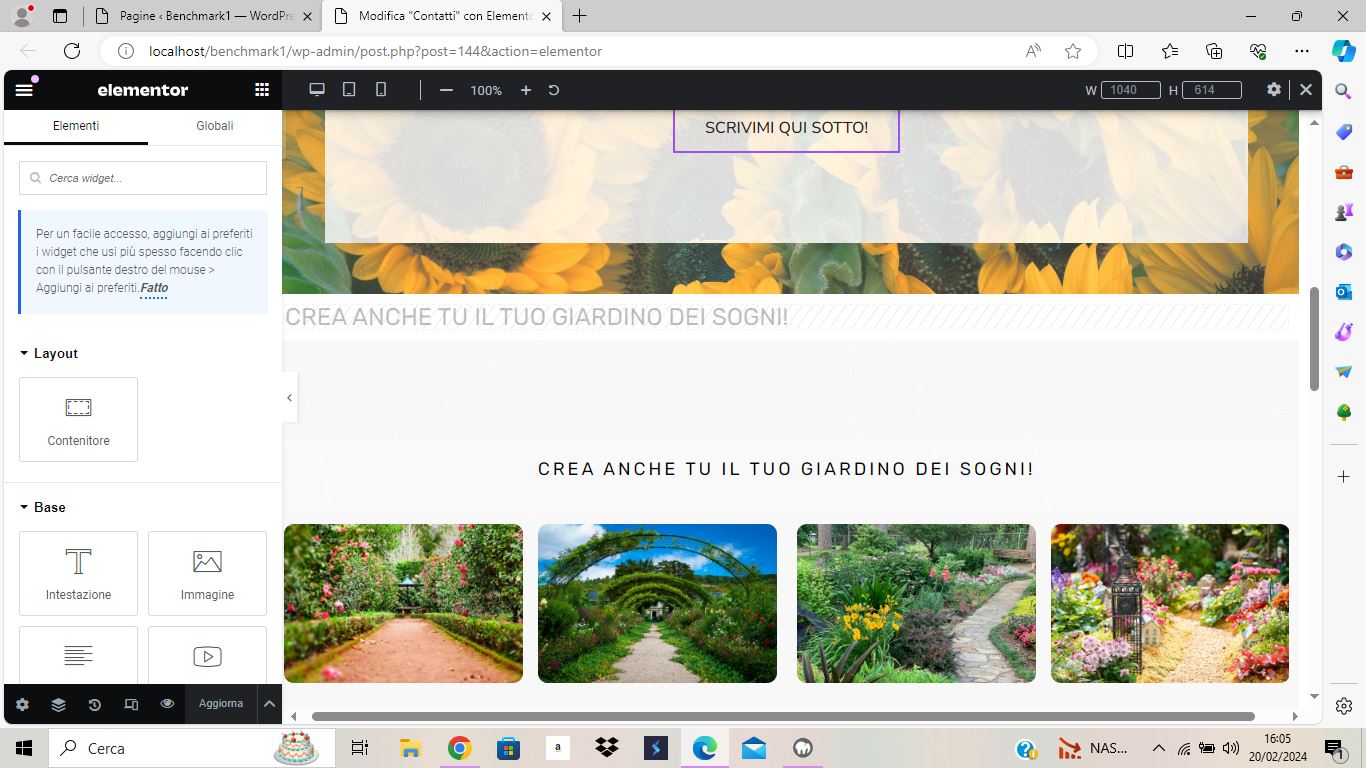 Pagine ‹ Benchmark1 — WordPre
Modifica "Contatti" con Elemento
localhost/benchmark1/wp-admin/post.php?post=144&action=elementor
elementor
100%
W 1040 H 614
Elementi
Globali
SCRIVIMI QUI SOTTO!
Cerca widget...
Per un facile accesso, aggiungi ai preferiti
i widget che usi più spesso facendo clic
con il pulsante destro del mouse >
Aggiungi ai preferiti.Fatto
CREA ANCHE TU IL TUO GIARDINO DEI SOGNI!
Layout
Contenitore
CREA ANCHE TU IL TUO GIARDINO DEI SOGNI!
Base
Intestazione
Immagine
Aggiorna
Cerca
a
NAS...
16:05
20/02/2024
1